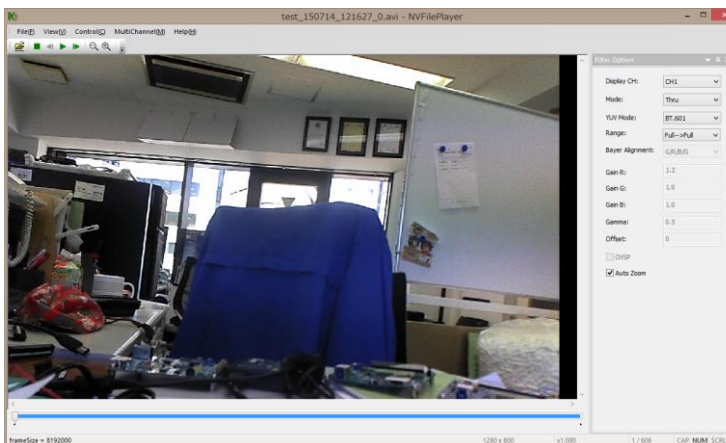 test_150714_121627_0.avi - NVFilePlayer
File(F) View(V) Control(C) MultiChannel(M) Help(H)
Filter Option
Display CH: CH1
Mode: Thru
YUV Mode: BT.601
Range: Full-->Full
Bayer Alignment: G/R/B/G
Gain R: 1.2
Gain G: 1.0
Gain B: 1.0
Gamma: 0.5
Offset: 0
OVSP
Auto Zoom
frameSize = 8192000 1280 x 800 x1.000 1 / 606 CAP NUM SCRL